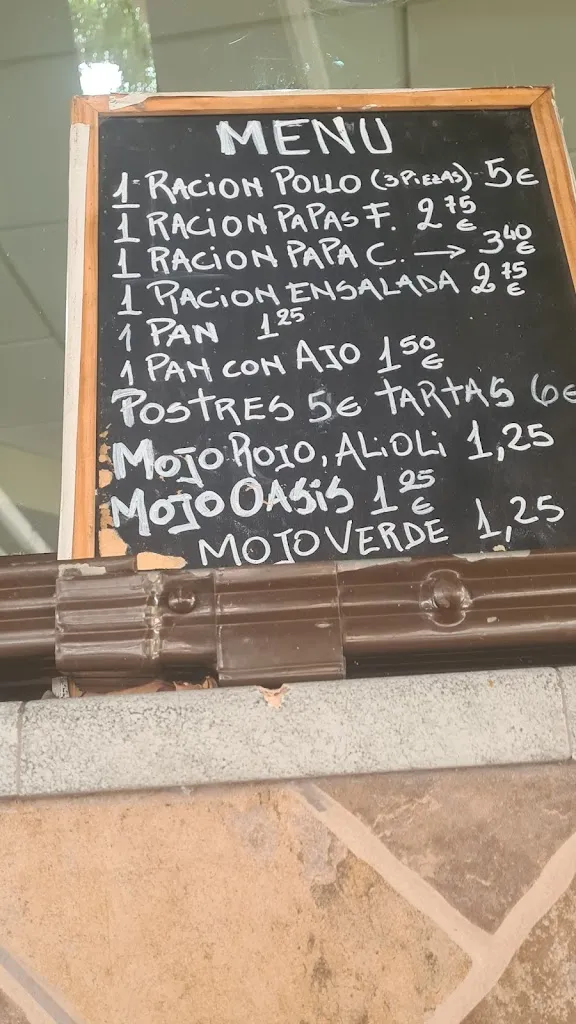 MENU
1 RACION POLLO (3 PIEZAS) 5€
1 RACION PAPAS F. 2 75 €
1 RACION PAPA C. → 3 40 €
1 RACION ENSALADA 2 75 €
1 PAN 1 25
1 PAN CON AJO 1 50 €
POSTRES 5€ TARTAS 6€
MOJO ROJO, ALIOLI 1,25
MOJO OASIS 1 25 €
MOJO VERDE 1,25